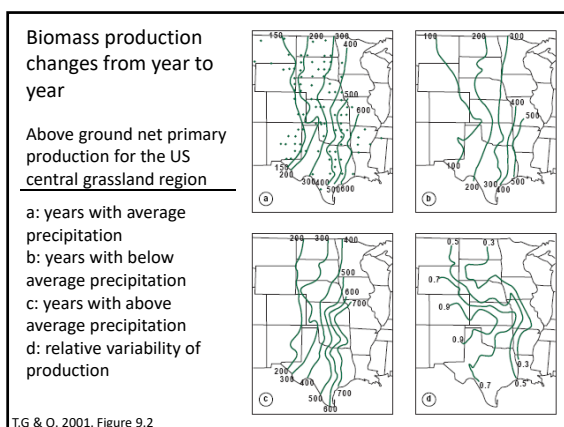 Biomass production
changes from year to
year
Above ground net primary
production for the US
central grassland region
a: years with average
precipitation
b: years with below
average precipitation
c: years with above
average precipitation
d: relative variability of
production
T.G & O. 2001. Figure 9.2
150 200 300
400
500
600
150
200 300 400 500 600
a
100 200 300
400
500
100
200 300 400 500
b
200 300 400
500
600
700
200
300
400
500
600
700
c
0.5 0.3
0.7
0.9
0.9
0.3
0.7 0.5
d